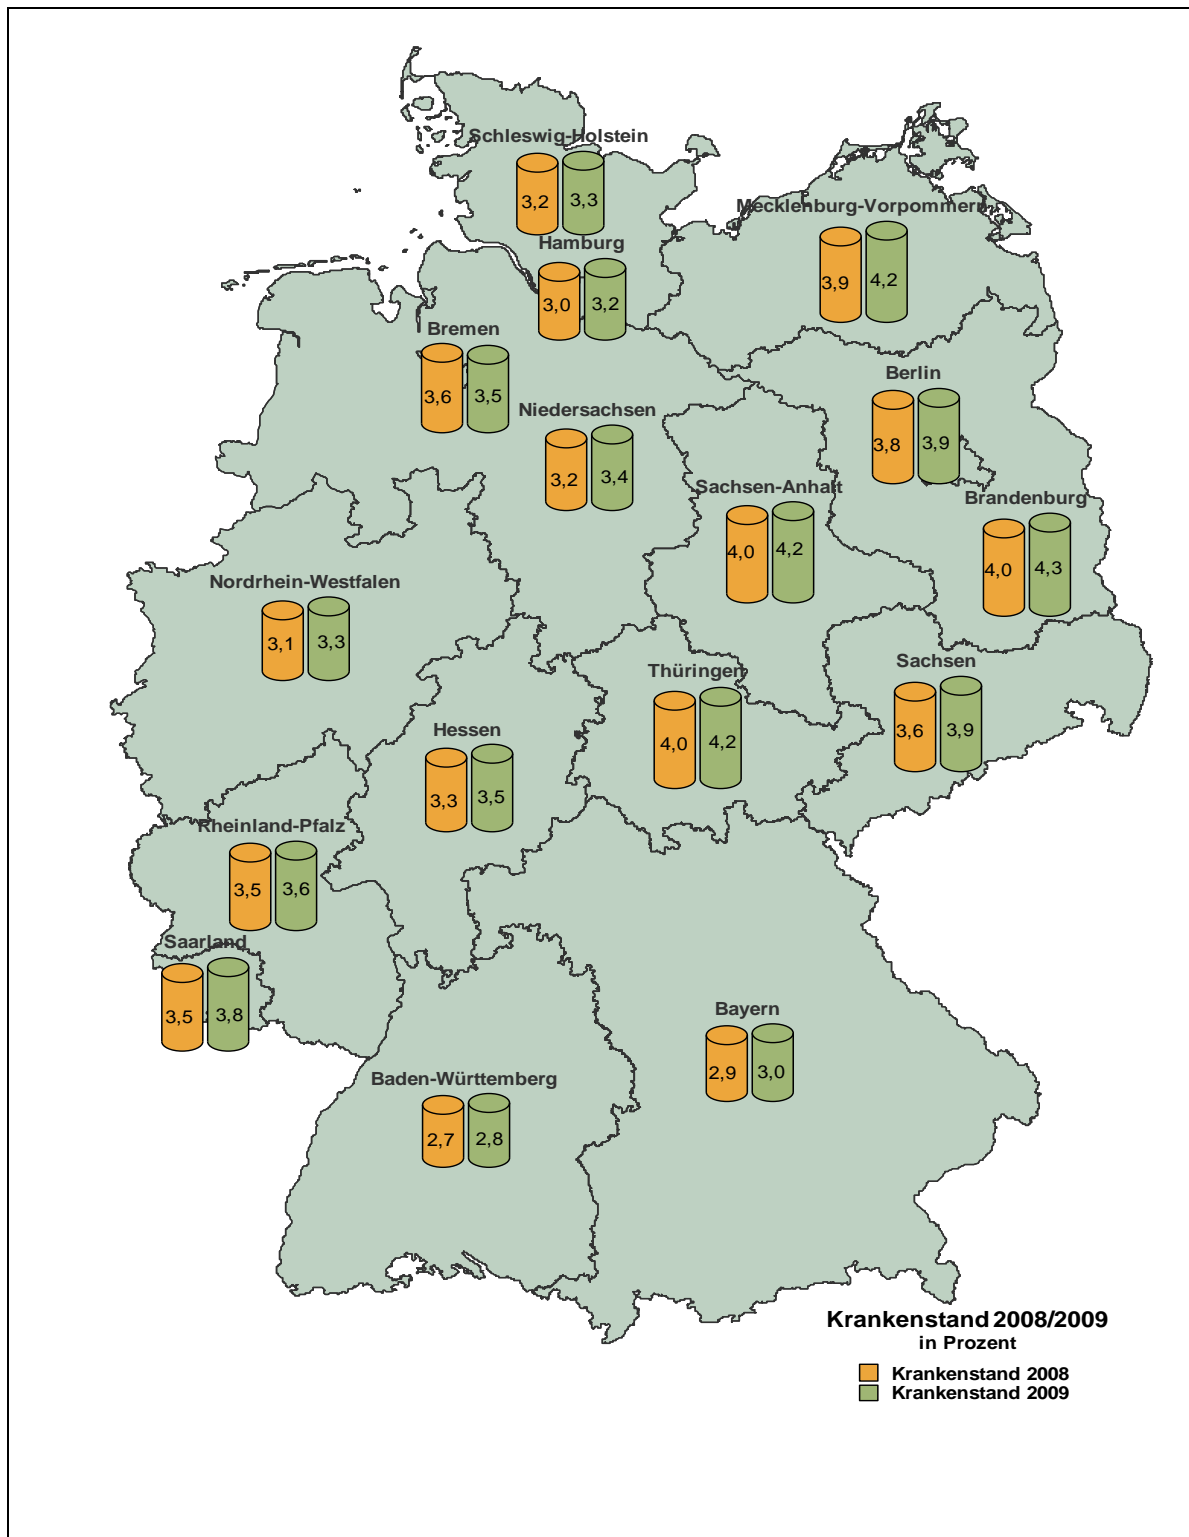 Schleswig-Holstein
3,2 3,3
Mecklenburg-Vorpommern
3,9 4,2
Hamburg
3,0 3,2
Bremen
3,6 3,5
Berlin
3,8 3,9
Niedersachsen
3,2 3,4
Sachsen-Anhalt
4,0 4,2
Brandenburg
4,0 4,3
Nordrhein-Westfalen
3,1 3,3
Thüringen
4,0 4,2
Sachsen
3,6 3,9
Hessen
3,3 3,5
Rheinland-Pfalz
3,5 3,6
Saarland
3,5 3,8
Bayern
2,9 3,0
Baden-Württemberg
2,7 2,8
Krankenstand 2008/2009
in Prozent
Krankenstand 2008
Krankenstand 2009